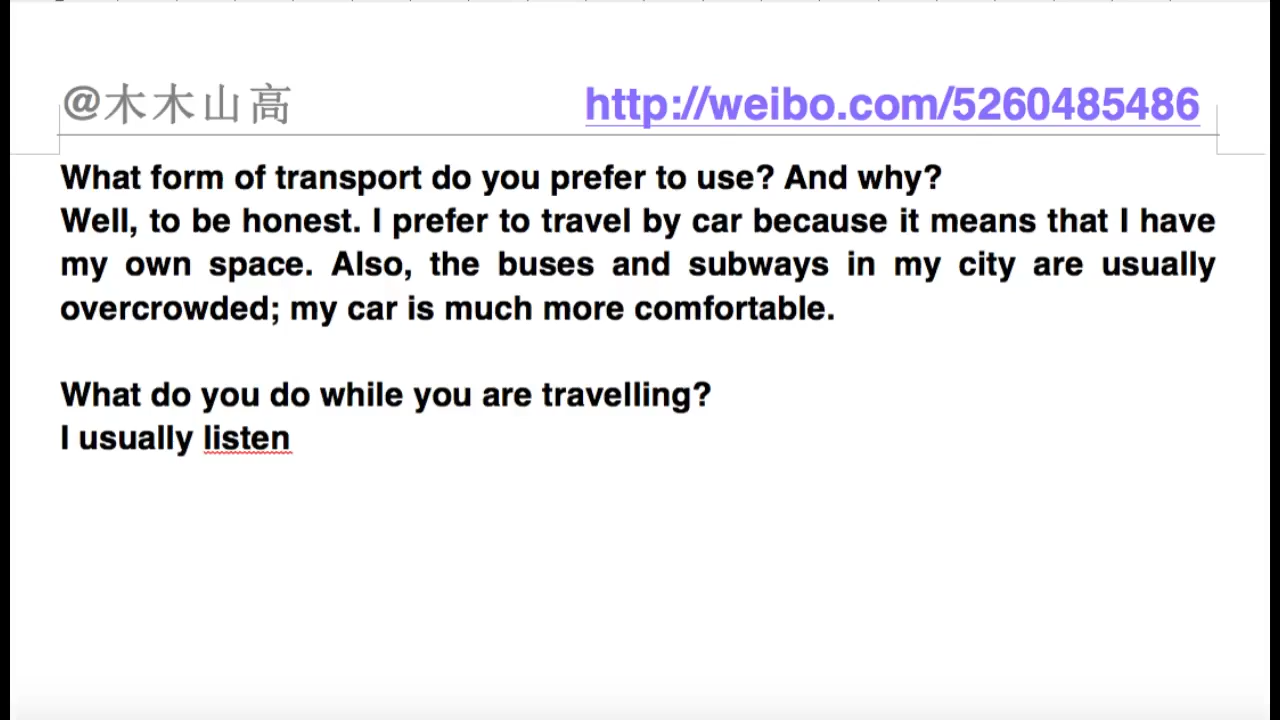 @木木山高 http://weibo.com/5260485486
What form of transport do you prefer to use? And why?
Well, to be honest. I prefer to travel by car because it means that I have
my own space. Also, the buses and subways in my city are usually
overcrowded; my car is much more comfortable.
What do you do while you are travelling?
I usually listen